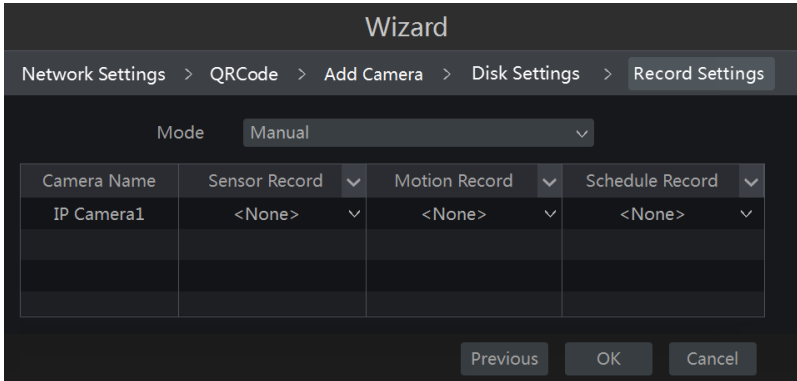 Wizard
Network Settings > QRCode > Add Camera > Disk Settings > Record Settings
Mode Manual
Camera Name Sensor Record Motion Record Schedule Record
IP Camera1 <None> <None> <None>
Previous OK Cancel